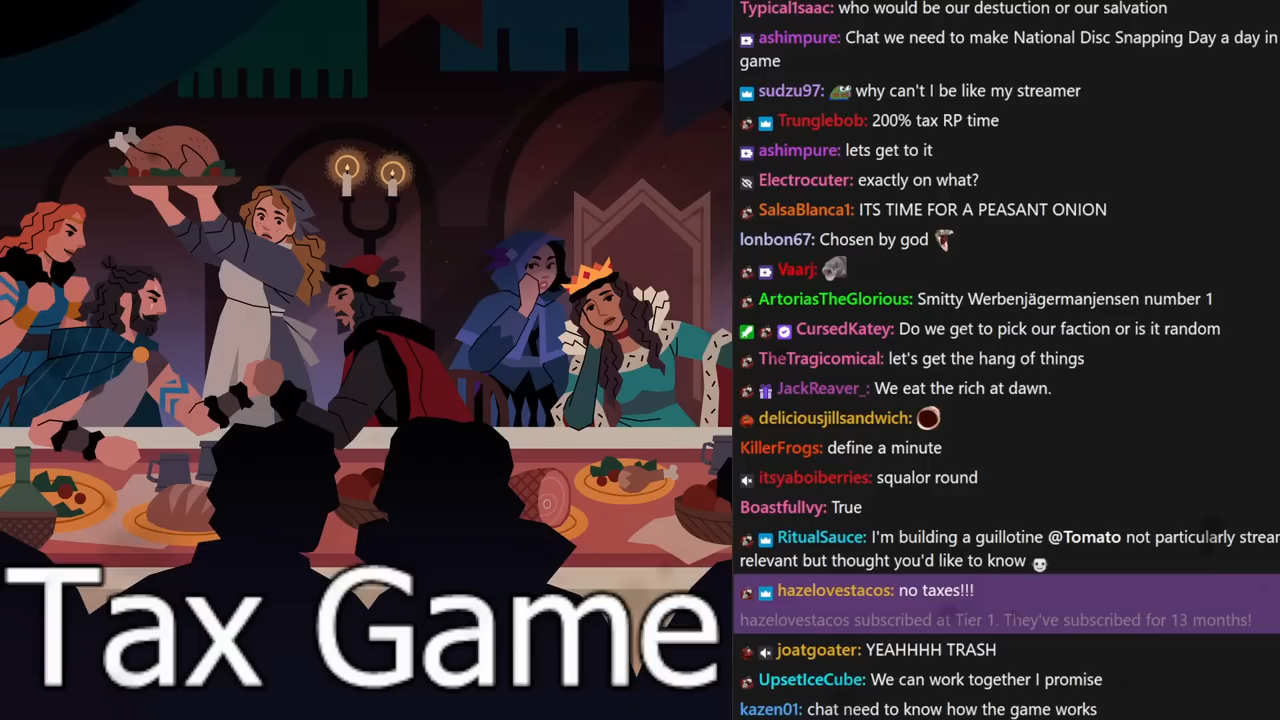 Typical1saac: who would be our destuction or our salvation
ashimpure: Chat we need to make National Disc Snapping Day a day in
game
sudzu97: why can't I be like my streamer
Trunglebob: 200% tax RP time
ashimpure: lets get to it
Electrocuter: exactly on what?
SalsaBlanca1: ITS TIME FOR A PEASANT ONION
lonbon67: Chosen by god
Vaarj:
ArtoriasTheGlorious: Smitty Werbenjägermanjensen number 1
CursedKatey: Do we get to pick our faction or is it random
TheTragicomical: let's get the hang of things
JackReaver_: We eat the rich at dawn.
deliciousjillsandwich:
KillerFrogs: define a minute
itsyaboiberries: squalor round
BoastfulIvy: True
RitualSauce: I'm building a guillotine @Tomato not particularly strear
relevant but thought you'd like to know
hazelovestacos: no taxes!!!
hazelovestacos subscribed at Tier 1. They've subscribed for 13 months!
joatgoater: YEAHHHH TRASH
UpsetIceCube: We can work together I promise
kazen01: chat need to know how the game works
Tax Game